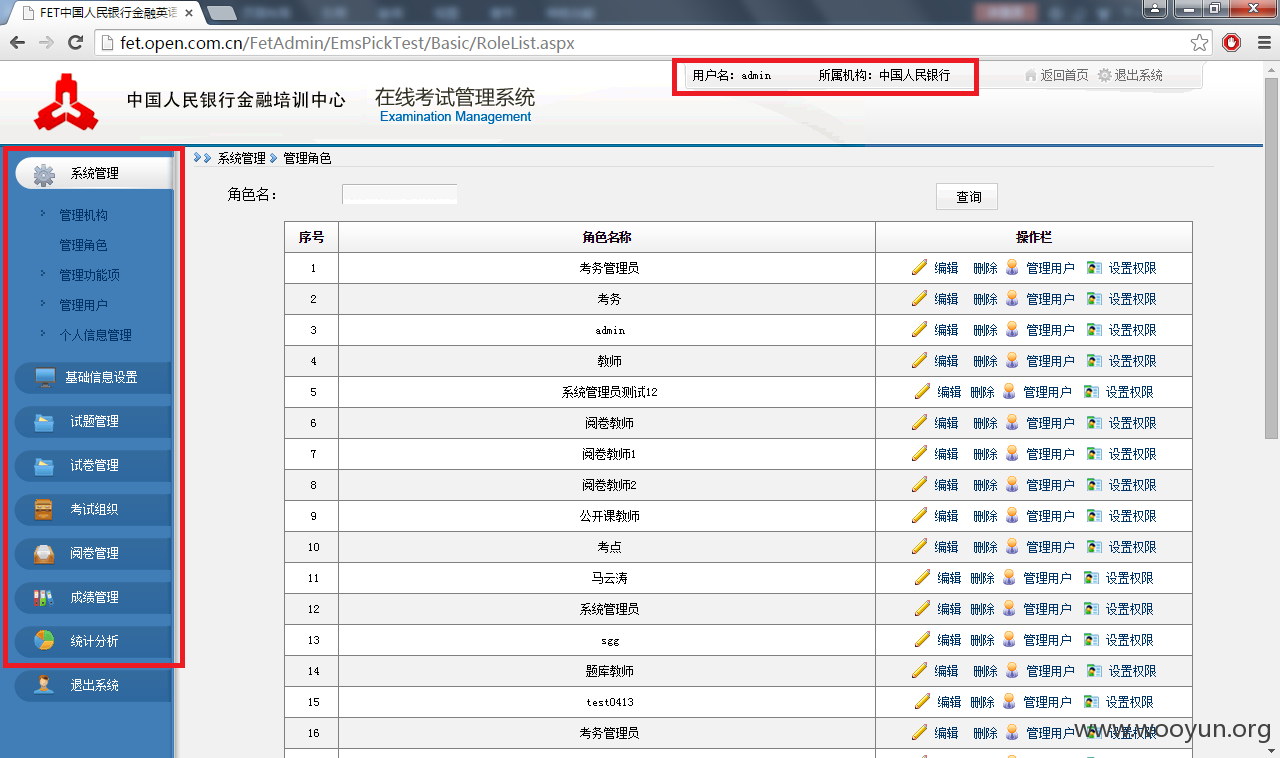 FET中国人民银行金融英语
fet.open.com.cn/FetAdmin/EmsPickTest/Basic/RoleList.aspx
用户名：admin 所属机构：中国人民银行 返回首页 退出系统
中国人民银行金融培训中心 在线考试管理系统
Examination Management
系统管理
管理机构
管理角色
管理功能项
管理用户
个人信息管理
基础信息设置
试题管理
试卷管理
考试组织
阅卷管理
成绩管理
统计分析
退出系统
系统管理 管理角色
角色名： 查询
序号 角色名称 操作栏
1 考务管理员 编辑 删除 管理用户 设置权限
2 考务 编辑 删除 管理用户 设置权限
3 admin 编辑 删除 管理用户 设置权限
4 教师 编辑 删除 管理用户 设置权限
5 系统管理员测试12 编辑 删除 管理用户 设置权限
6 阅卷教师 编辑 删除 管理用户 设置权限
7 阅卷教师1 编辑 删除 管理用户 设置权限
8 阅卷教师2 编辑 删除 管理用户 设置权限
9 公开课教师 编辑 删除 管理用户 设置权限
10 考点 编辑 删除 管理用户 设置权限
11 马云涛 编辑 删除 管理用户 设置权限
12 系统管理员 编辑 删除 管理用户 设置权限
13 sgg 编辑 删除 管理用户 设置权限
14 题库教师 编辑 删除 管理用户 设置权限
15 test0413 编辑 删除 管理用户 设置权限
16 考务管理员 编辑 删除 管理用户 设置权限
www.wooyun.org